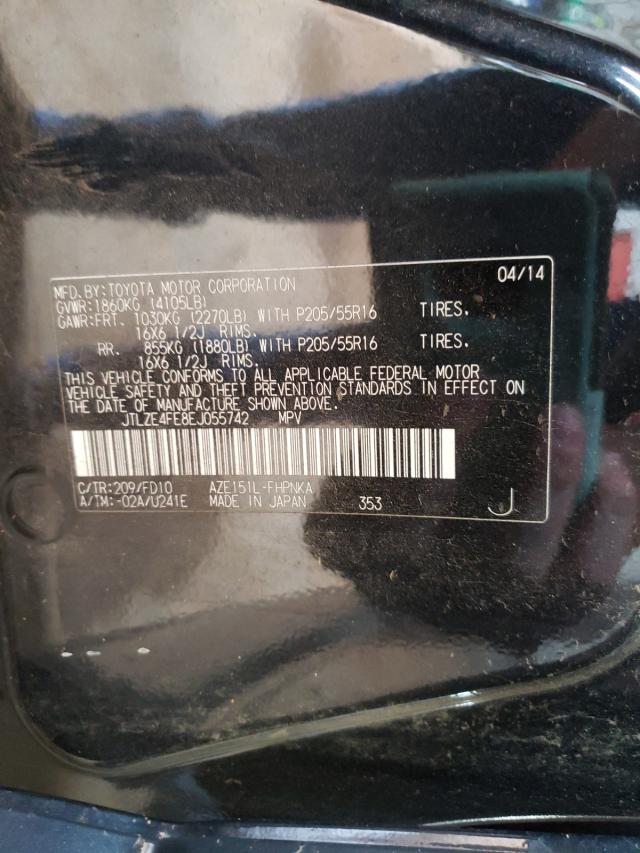 MFD.BY:TOYOTA MOTOR CORPORATION 04/14
GVWR:1860KG (4105LB)
GAWR:FRT. 1030KG (2270LB) WITH P205/55R16 TIRES.
16X6 1/2J RIMS.
RR. 855KG (1880LB) WITH P205/55R16 TIRES.
16X6 1/2J RIMS.
THIS VEHICLE CONFORMS TO ALL APPLICABLE FEDERAL MOTOR
VEHICLE SAFETY AND THEFT PREVENTION STANDARDS IN EFFECT ON
THE DATE OF MANUFACTURE SHOWN ABOVE.
JTLZE4FE8EJ055742 MPV
C/TR:209/FD10 AZE151L-FHPNKA
A/TM:-02A/U241E MADE IN JAPAN 353 J